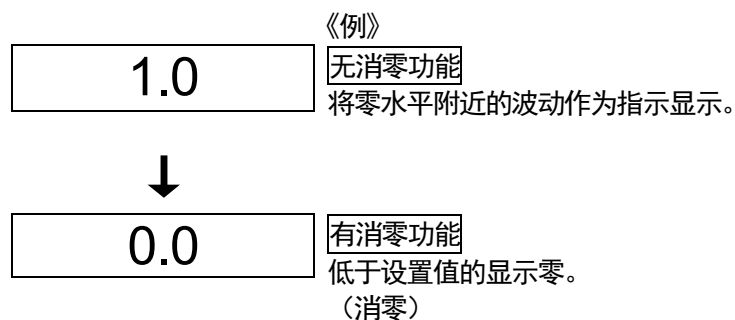 《例》
1.0
无消零功能
将零水平附近的波动作为指示显示。
↓
0.0
有消零功能
低于设置值的显示零。
（消零）